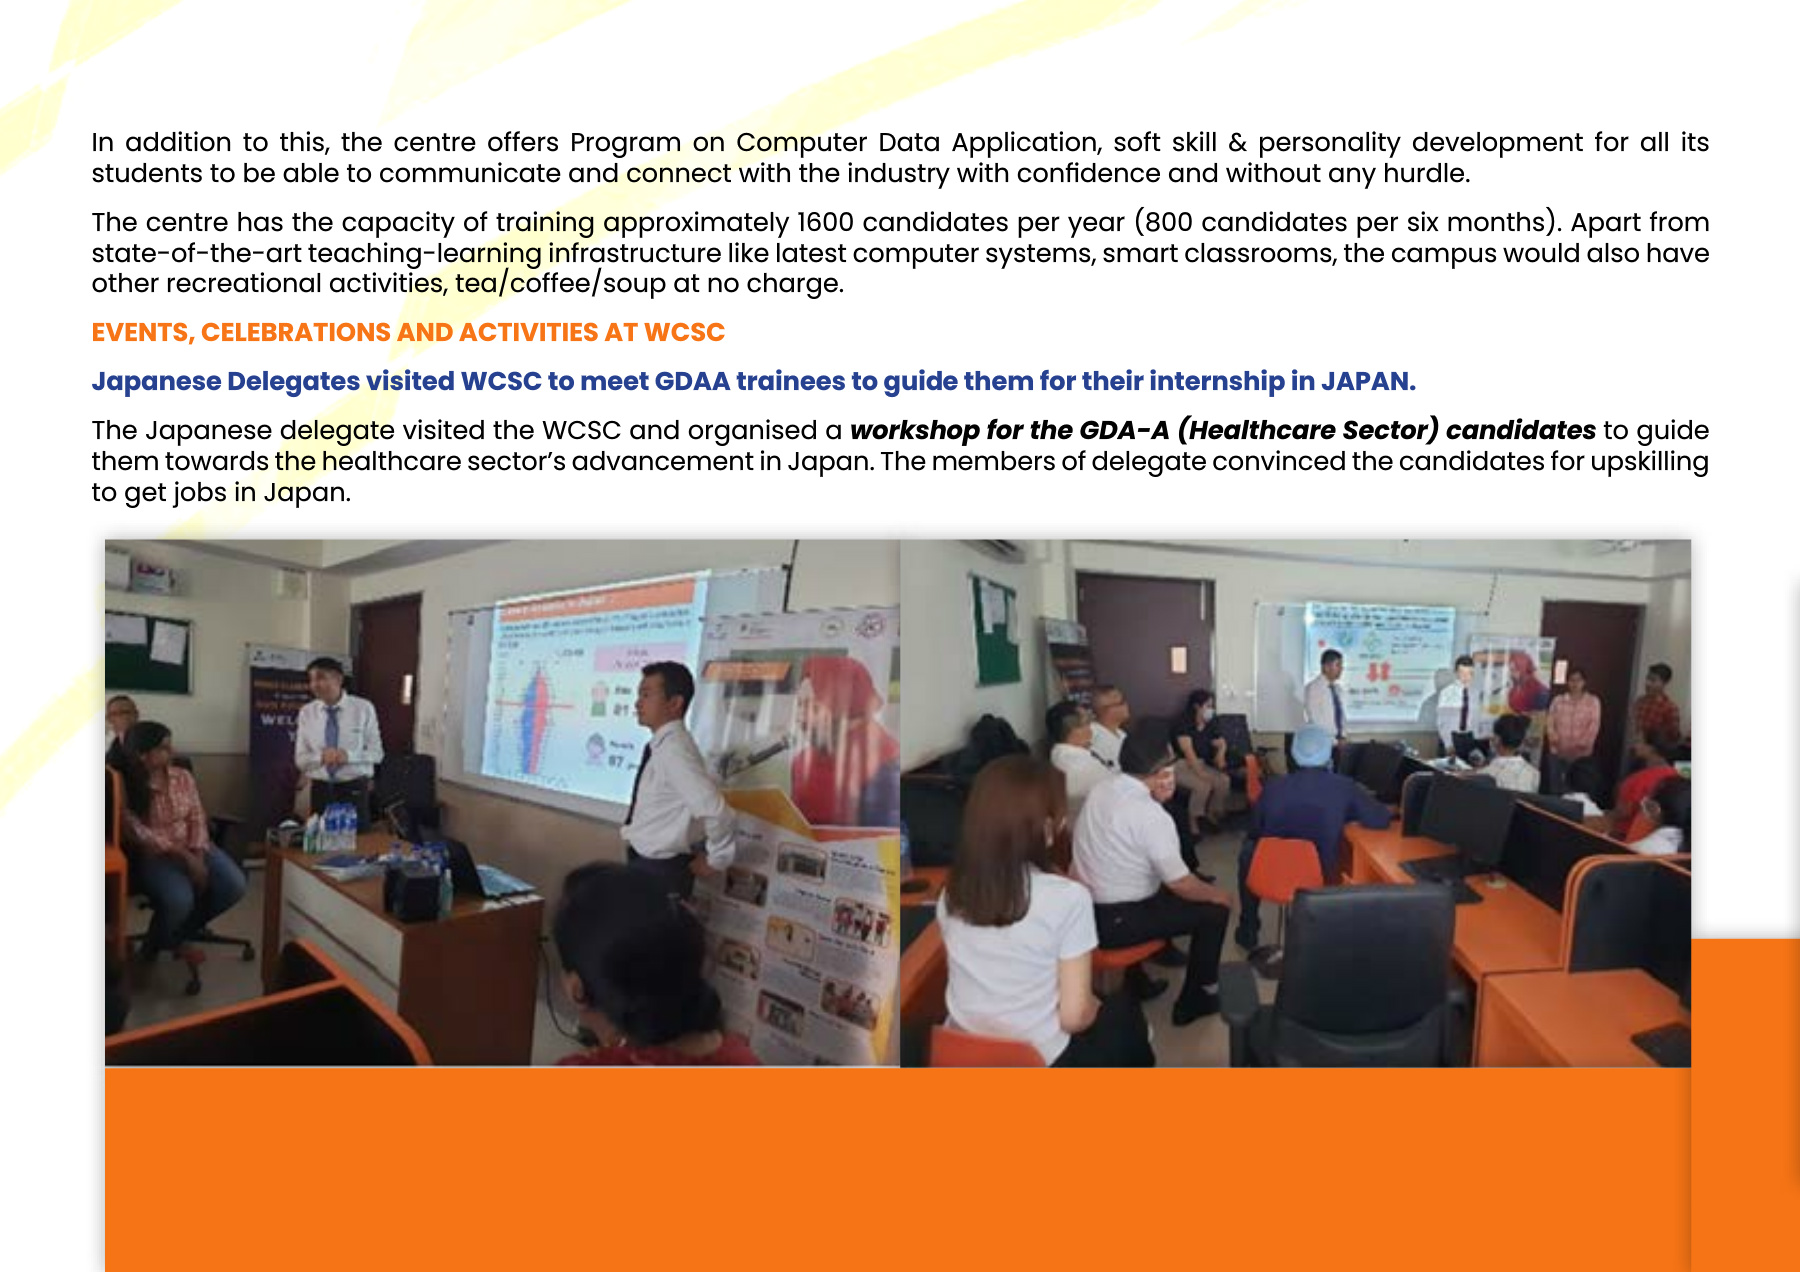 In addition to this, the centre offers Program on Computer Data Application, soft skill & personality development for all its
students to be able to communicate and connect with the industry with confidence and without any hurdle.
The centre has the capacity of training approximately 1600 candidates per year (800 candidates per six months). Apart from
state-of-the-art teaching-learning infrastructure like latest computer systems, smart classrooms, the campus would also have
other recreational activities, tea/coffee/soup at no charge.
EVENTS, CELEBRATIONS AND ACTIVITIES AT WCSC
Japanese Delegates visited WCSC to meet GDAA trainees to guide them for their internship in JAPAN.
The Japanese delegate visited the WCSC and organised a workshop for the GDA-A (Healthcare Sector) candidates to guide
them towards the healthcare sector’s advancement in Japan. The members of delegate convinced the candidates for upskilling
to get jobs in Japan.